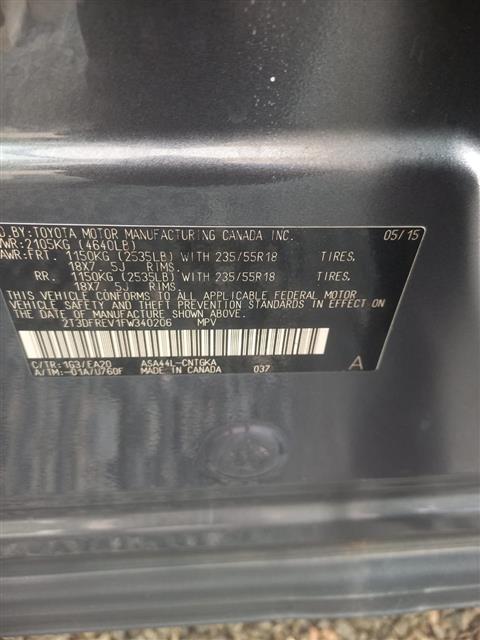 D.BY:TOYOTA MOTOR MANUFACTURING CANADA INC. 05/15
WR:2105KG (4640LB)
AWR:FRT. 1150KG (2535LB) WITH 235/55R18 TIRES.
18X7.5J RIMS.
RR. 1150KG (2535LB) WITH 235/55R18 TIRES.
18X7.5J RIMS.
THIS VEHICLE CONFORMS TO ALL APPLICABLE FEDERAL MOTOR
VEHICLE SAFETY AND THEFT PREVENTION STANDARDS IN EFFECT ON
THE DATE OF MANUFACTURE SHOWN ABOVE.
2T3DFREV1FW340206 MPV
C/TR:1G3/EA20 ASA44L-CNTGKA A
A/TM:-01A/U760F MADE IN CANADA 037